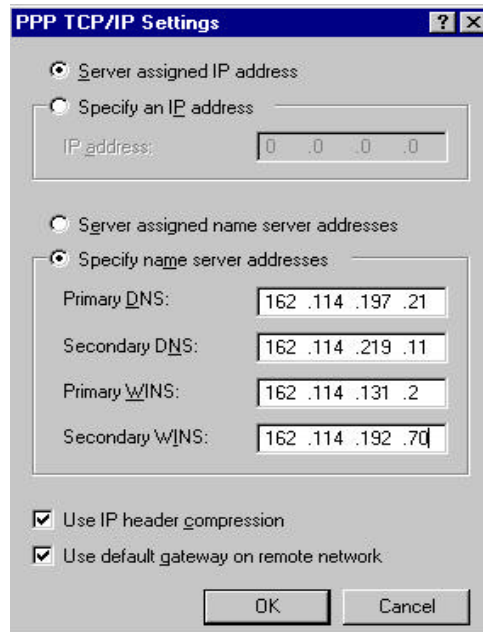 PPP TCP/IP Settings
Server assigned IP address
Specify an IP address
IP address: 0 .0 .0 .0
Server assigned name server addresses
Specify name server addresses
Primary DNS: 162 .114 .197 .21
Secondary DNS: 162 .114 .219 .11
Primary WINS: 162 .114 .131 .2
Secondary WINS: 162 .114 .192 .70
Use IP header compression
Use default gateway on remote network
OK Cancel